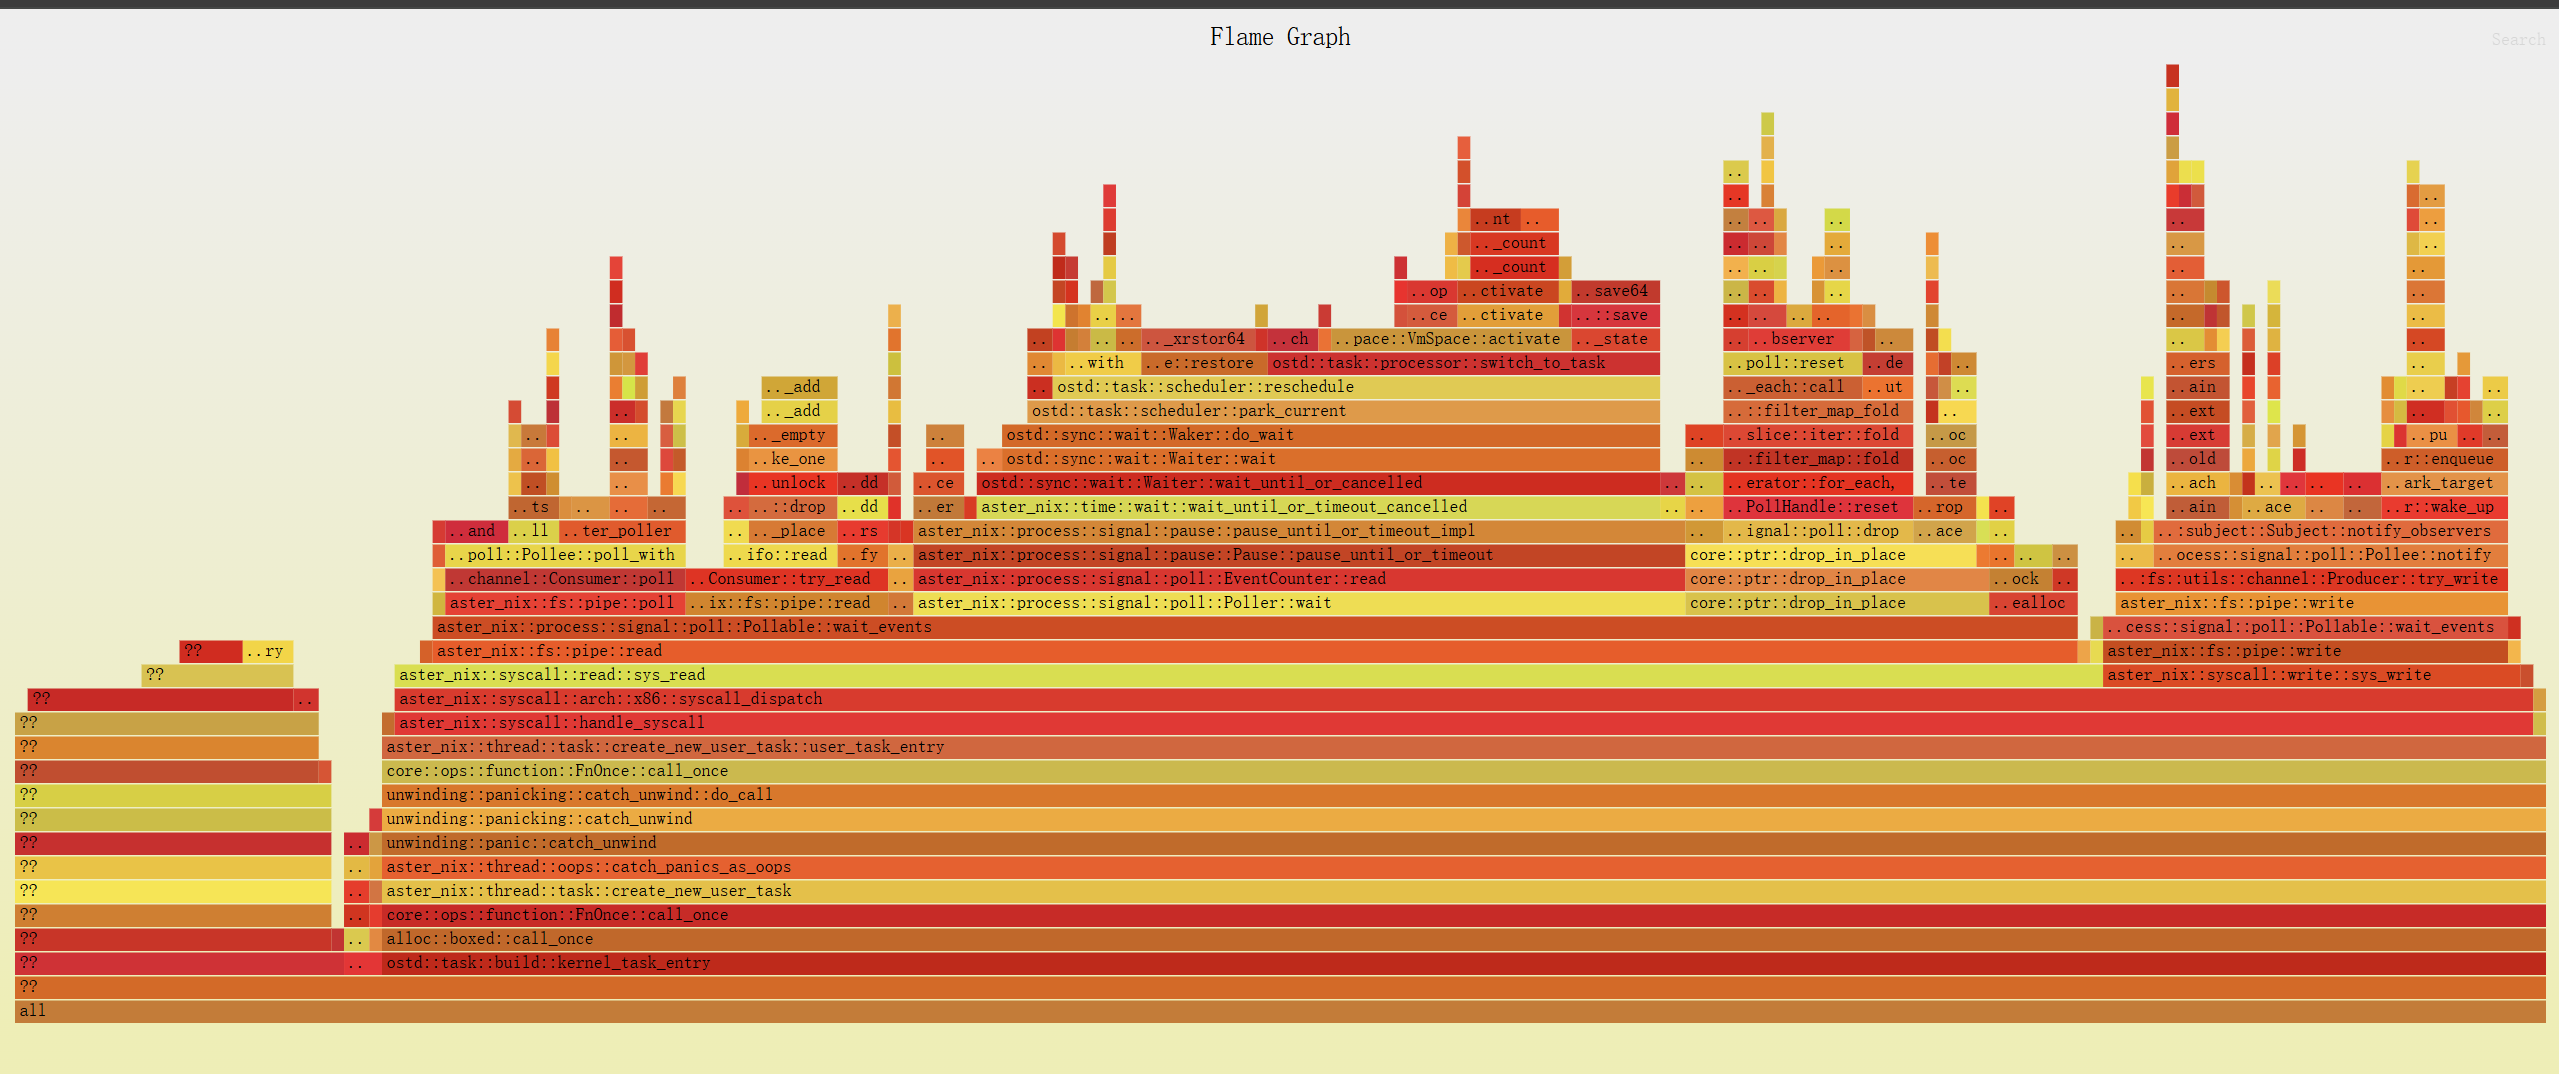 Flame Graph
Search
..
.. ..
.. ..
..nt .. .. .. ..
.._count .. .. .. .. ..
.._count .. .. .. .. ..
..op ..ctivate ..save64 .. .. .. .. ..
.. .. ..ce ..ctivate ..::save .. .. .. .. .. ..
.. .. .. .._xrstor64 ..ch ..pace::VmSpace::activate .._state .. ..bserver .. .. ..
.. ..with ..e::restore ostd::task::processor::switch_to_task ..poll::reset ..de .. ..ers ..
.._add .. ostd::task::scheduler::reschedule .._each::call ..ut .. ..ain .. ..
.. .._add ostd::task::scheduler::park_current ..::filter_map_fold .. ..ext .. ..
.. .. .._empty .. ostd::sync::wait::Waker::do_wait .. ..slice::iter::fold ..oc ..ext ..pu .. ..
.. .. ..ke_one .. .. ostd::sync::wait::Waiter::wait .. ..:filter_map::fold ..oc ..old ..r::enqueue
.. .. ..unlock ..dd ..ce ostd::sync::wait::Waiter::wait_until_or_cancelled .. .. ..erator::for_each, ..te ..ach .. .. .. .. ..ark_target
..ts .. .. .. .. ..::drop ..dd ..er aster_nix::time::wait::wait_until_or_timeout_cancelled .. .. ..PollHandle::reset ..rop .. ..ain ..ace .. .. ..r::wake_up
..and ..ll ..ter_poller .. .._place ..rs aster_nix::process::signal::pause::pause_until_or_timeout_impl .. ..ignal::poll::drop ..ace .. .. ..:subject::Subject::notify_observers
..poll::Pollee::poll_with ..ifo::read ..fy .. aster_nix::process::signal::pause::Pause::pause_until_or_timeout core::ptr::drop_in_place .. .. .. .. ..ocess::signal::poll::Pollee::notify
..channel::Consumer::poll ..Consumer::try_read .. aster_nix::process::signal::poll::EventCounter::read core::ptr::drop_in_place ..ock .. ..:fs::utils::channel::Producer::try_write
aster_nix::fs::pipe::poll ..ix::fs::pipe::read .. aster_nix::process::signal::poll::Poller::wait core::ptr::drop_in_place ..ealloc aster_nix::fs::pipe::write
aster_nix::process::signal::poll::Pollable::wait_events ..cess::signal::poll::Pollable::wait_events
?? ..ry aster_nix::fs::pipe::read aster_nix::fs::pipe::write
?? aster_nix::syscall::read::sys_read aster_nix::syscall::write::sys_write
?? .. aster_nix::syscall::arch::x86::syscall_dispatch
?? aster_nix::syscall::handle_syscall
?? aster_nix::thread::task::create_new_user_task::user_task_entry
?? core::ops::function::FnOnce::call_once
?? unwinding::panicking::catch_unwind::do_call
?? unwinding::panicking::catch_unwind
?? .. unwinding::panic::catch_unwind
?? .. aster_nix::thread::oops::catch_panics_as_oops
?? .. aster_nix::thread::task::create_new_user_task
?? .. core::ops::function::FnOnce::call_once
?? .. alloc::boxed::call_once
?? .. ostd::task::build::kernel_task_entry
??
all